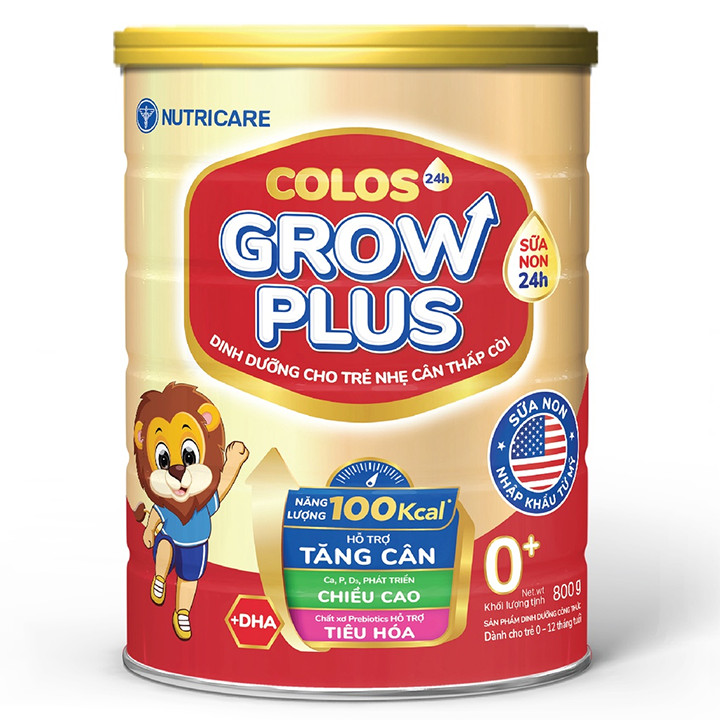 NUTRICARE
COLOS 24h
GROW
PLUS
DINH DƯỠNG CHO TRẺ NHẸ CÂN THẤP CÒI
SỮA
NON
24h
SỮA NON
NHẬP KHẨU TỪ MỸ
NĂNG
LƯỢNG 100Kcal*
HỖ TRỢ
TĂNG CÂN
Ca, P, D₃, PHÁT TRIỂN
CHIỀU CAO
Chất xơ Prebiotics HỖ TRỢ
TIÊU HÓA
+DHA
0+
Net.wt
Khối lượng tịnh 800g
SẢN PHẨM DINH DƯỠNG CÔNG THỨC
Dành cho trẻ 0 – 12 tháng tuổi